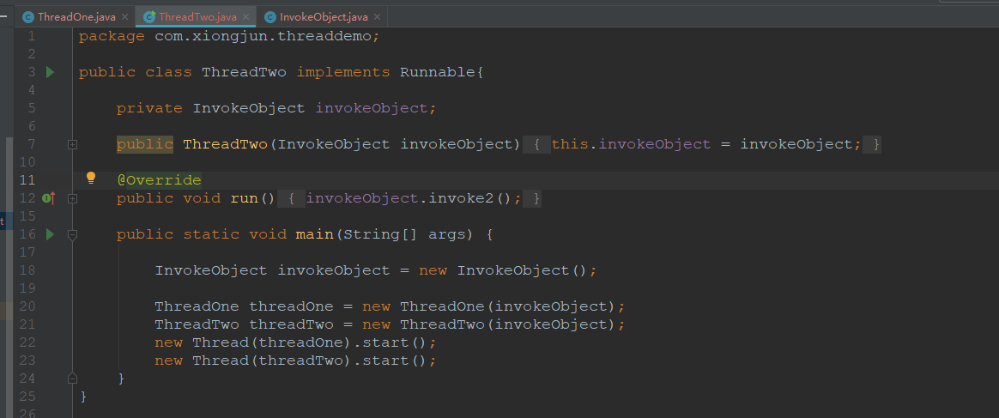 ThreadOne.java ThreadTwo.java InvokeObject.java
1 package com.xiongjun.threaddemo;
2
3 public class ThreadTwo implements Runnable{
4
5 private InvokeObject invokeObject;
6
7 public ThreadTwo(InvokeObject invokeObject) { this.invokeObject = invokeObject; }
10
11 @Override
12 public void run() { invokeObject.invoke2(); }
15
16 public static void main(String[] args) {
17
18 InvokeObject invokeObject = new InvokeObject();
19
20 ThreadOne threadOne = new ThreadOne(invokeObject);
21 ThreadTwo threadTwo = new ThreadTwo(invokeObject);
22 new Thread(threadOne).start();
23 new Thread(threadTwo).start();
24 }
25 }
26